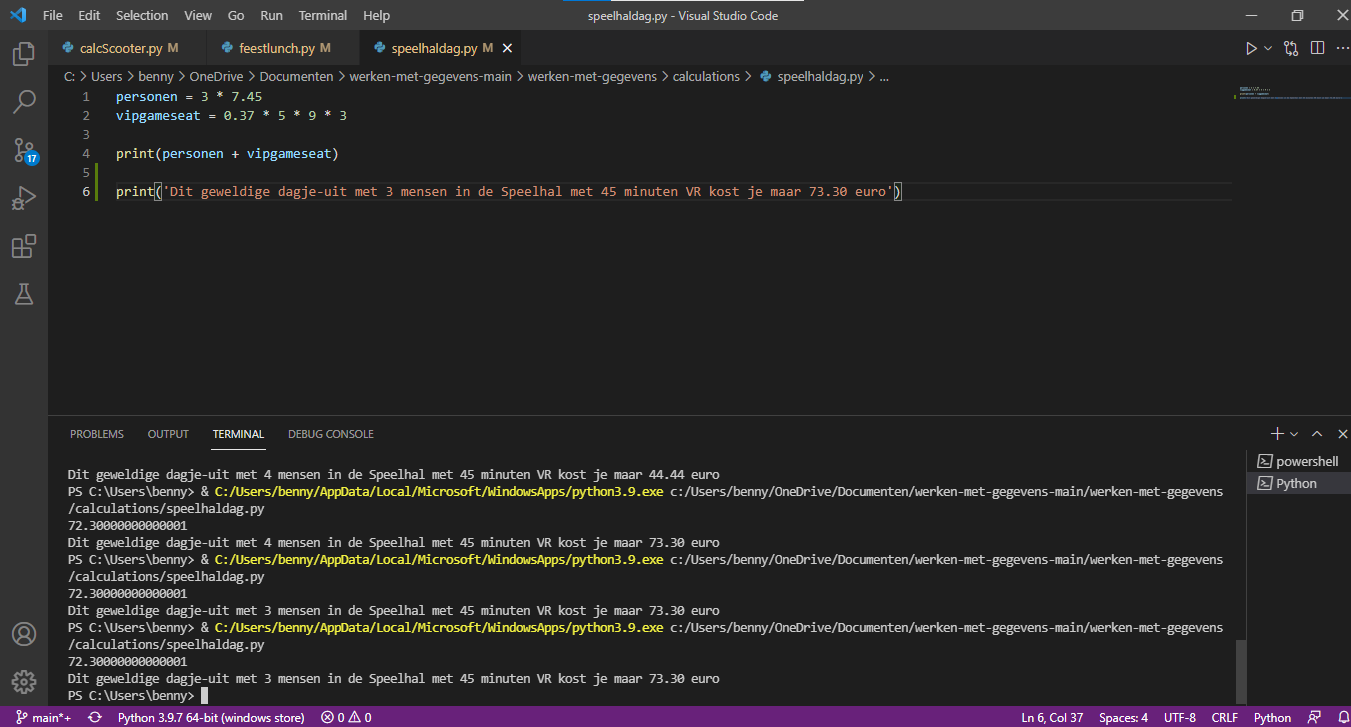 File Edit Selection View Go Run Terminal Help speelhaldag.py - Visual Studio Code
calcScooter.py M feestlunch.py M speelhaldag.py M
C: > Users > benny > OneDrive > Documenten > werken-met-gegevens-main > werken-met-gegevens > calculations > speelhaldag.py > ...
1 personen = 3 * 7.45
2 vipgameseat = 0.37 * 5 * 9 * 3
3
4 print(personen + vipgameseat)
5
6 print('Dit geweldige dagje-uit met 3 mensen in de Speelhal met 45 minuten VR kost je maar 73.30 euro')
17
PROBLEMS OUTPUT TERMINAL DEBUG CONSOLE
powershell
Python
Dit geweldige dagje-uit met 4 mensen in de Speelhal met 45 minuten VR kost je maar 44.44 euro
PS C:\Users\benny> & C:/Users/benny/AppData/Local/Microsoft/WindowsApps/python3.9.exe c:/Users/benny/OneDrive/Documenten/werken-met-gegevens-main/werken-met-gegevens
/calculations/speelhaldag.py
72.30000000000001
Dit geweldige dagje-uit met 4 mensen in de Speelhal met 45 minuten VR kost je maar 73.30 euro
PS C:\Users\benny> & C:/Users/benny/AppData/Local/Microsoft/WindowsApps/python3.9.exe c:/Users/benny/OneDrive/Documenten/werken-met-gegevens-main/werken-met-gegevens
/calculations/speelhaldag.py
72.30000000000001
Dit geweldige dagje-uit met 3 mensen in de Speelhal met 45 minuten VR kost je maar 73.30 euro
PS C:\Users\benny> & C:/Users/benny/AppData/Local/Microsoft/WindowsApps/python3.9.exe c:/Users/benny/OneDrive/Documenten/werken-met-gegevens-main/werken-met-gegevens
/calculations/speelhaldag.py
72.30000000000001
Dit geweldige dagje-uit met 3 mensen in de Speelhal met 45 minuten VR kost je maar 73.30 euro
PS C:\Users\benny>
main*+ Python 3.9.7 64-bit (windows store) 0 0 Ln 6, Col 37 Spaces: 4 UTF-8 CRLF Python